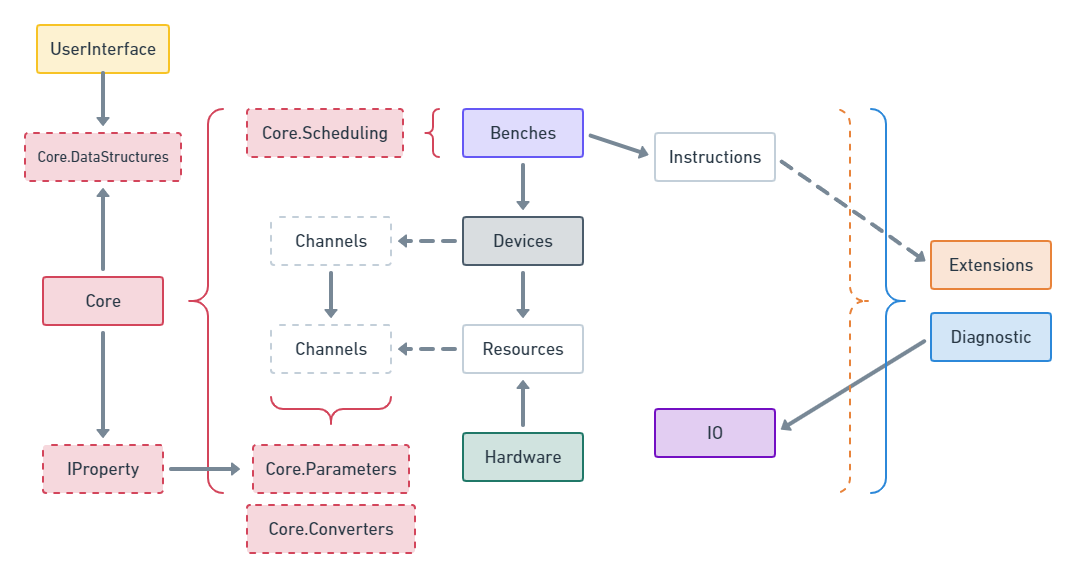 UserInterface
Core.DataStructures
Core.Scheduling
Benches
Instructions
Channels
Devices
Extensions
Core
Channels
Resources
Diagnostic
IO
IProperty
Core.Parameters
Hardware
Core.Converters